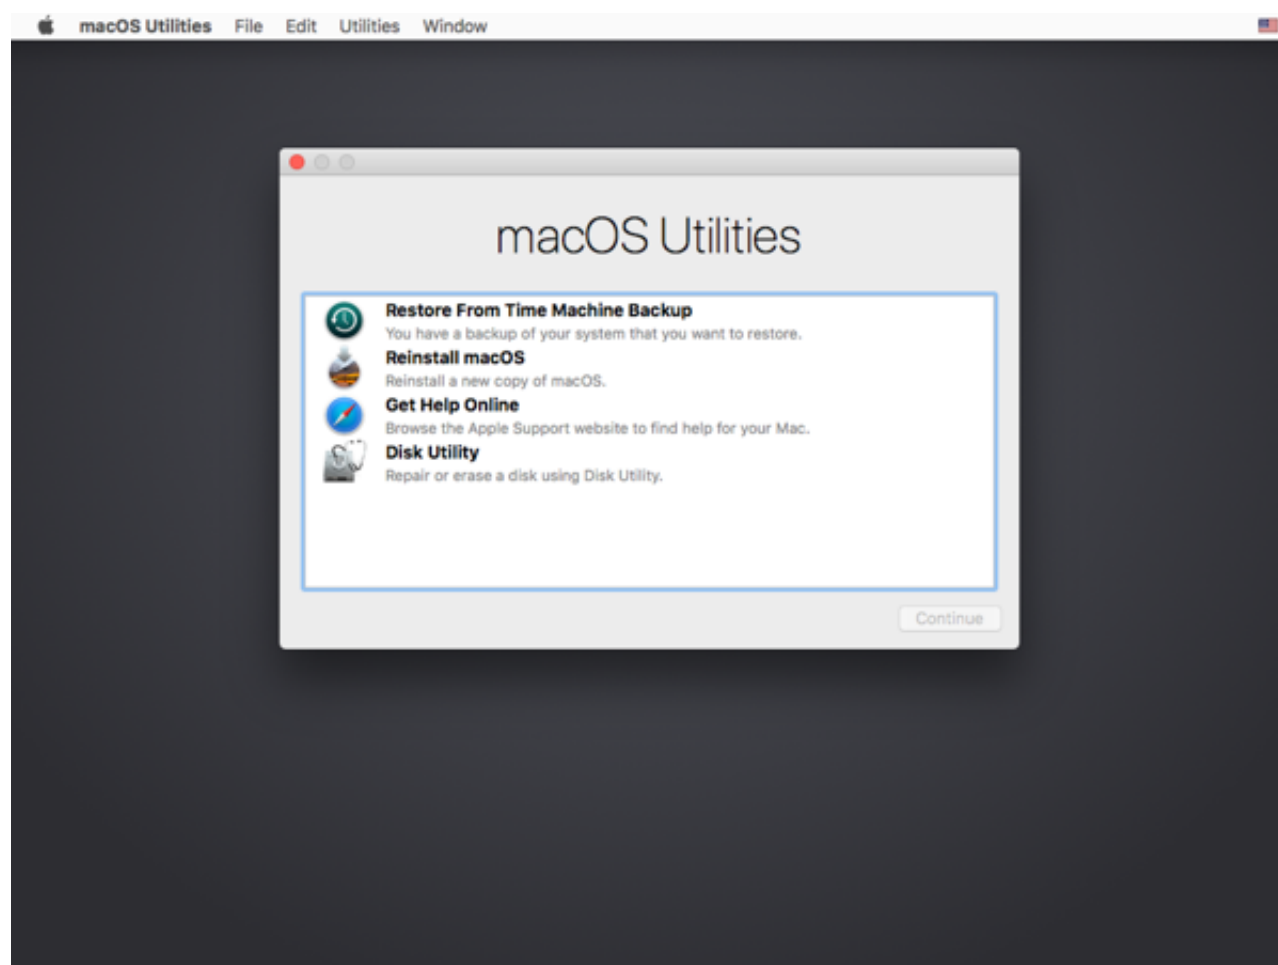 macOS Utilities File Edit Utilities Window
macOS Utilities
Restore From Time Machine Backup
You have a backup of your system that you want to restore.
Reinstall macOS
Reinstall a new copy of macOS.
Get Help Online
Browse the Apple Support website to find help for your Mac.
Disk Utility
Repair or erase a disk using Disk Utility.
Continue